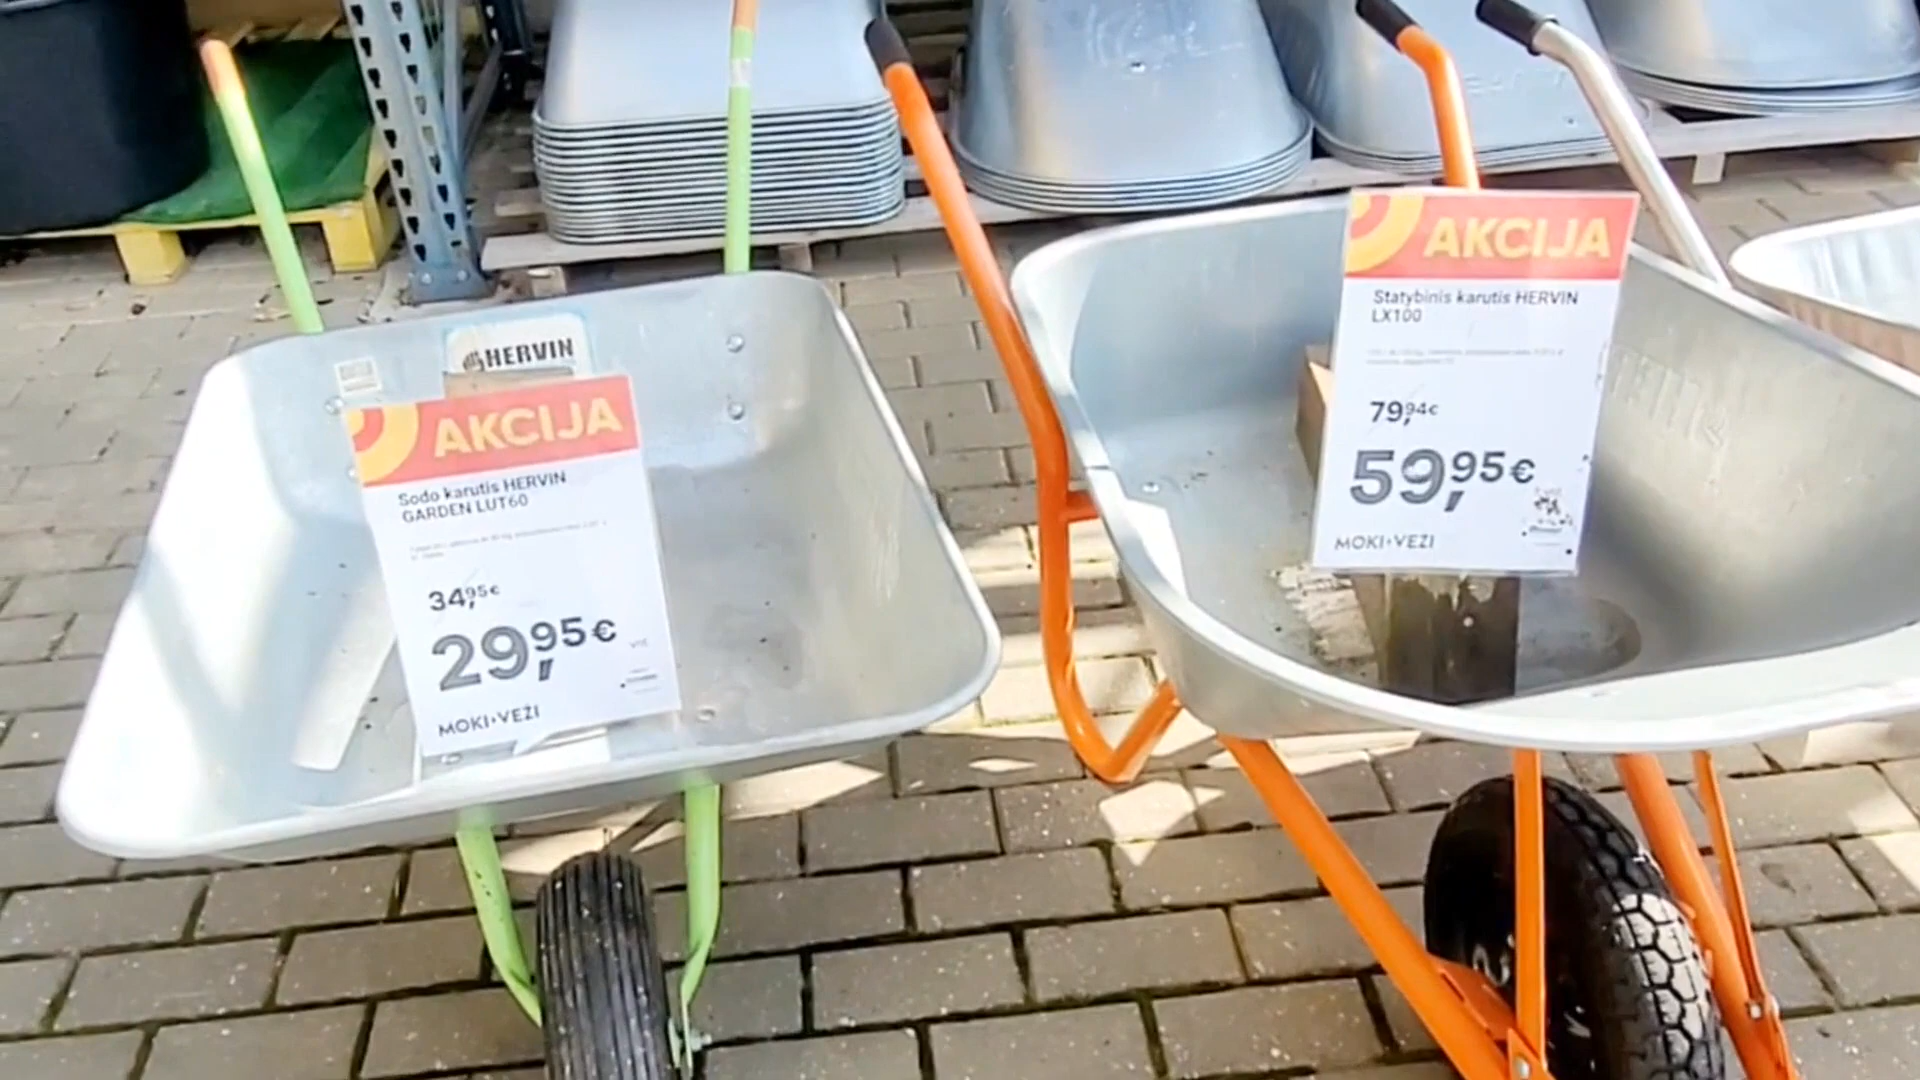 HERVIN
AKCIJA
Sodo karutis HERVIN
GARDEN LUT60
34,95€
29,95€
MOKI·VEŽI
AKCIJA
Statybinis karutis HERVIN
LX100
79,94€
59,95€
MOKI·VEŽI